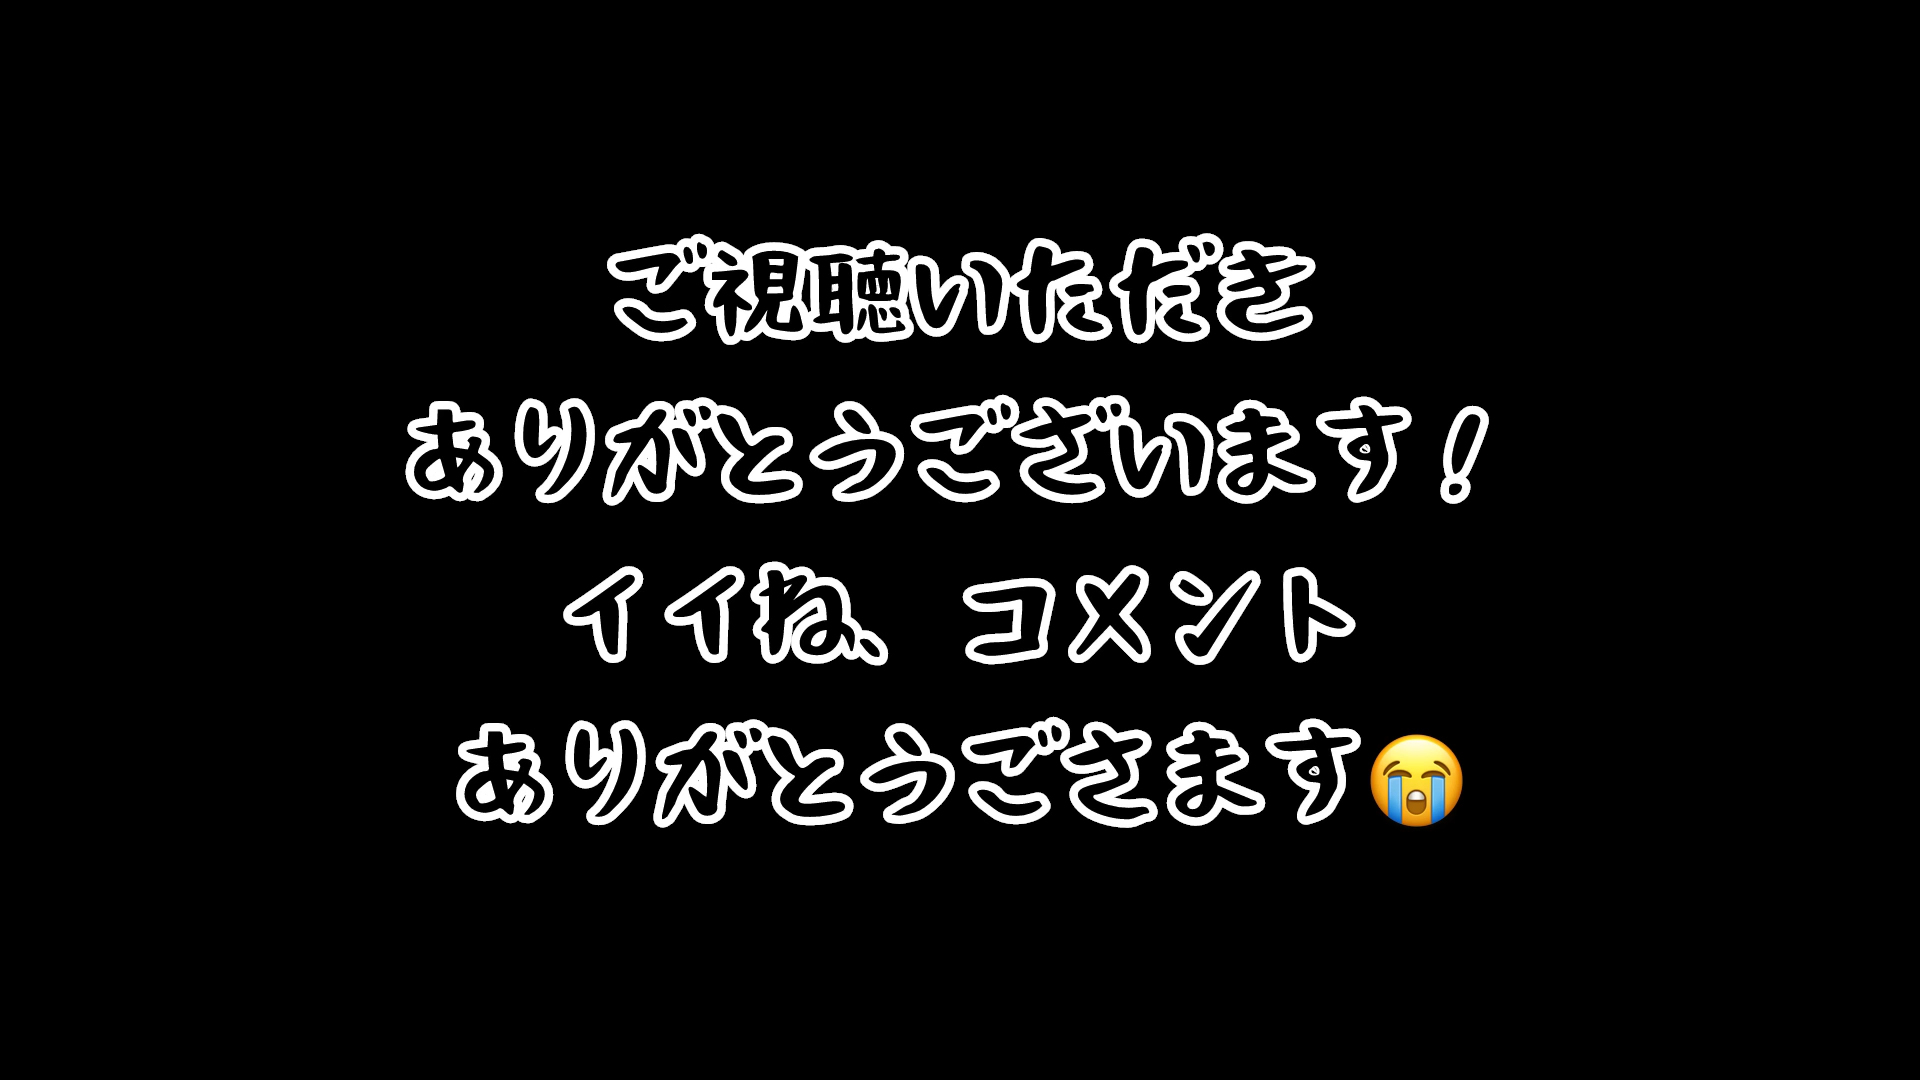 ご視聴いただき
ありがとうございます！
イイね、コメント
ありがとうごさます😭